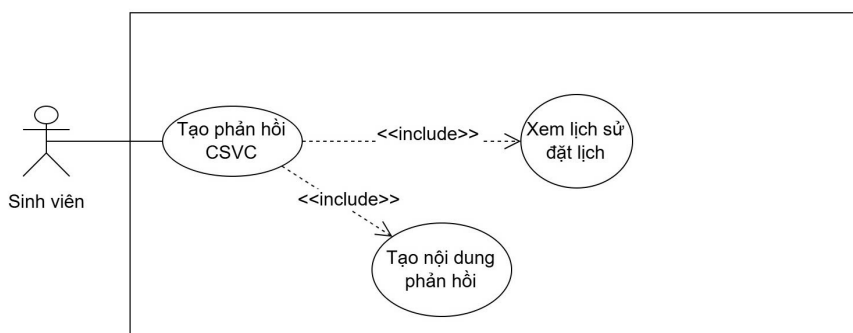 Tạo phản hồi
CSVC
<<include>>
Xem lịch sử
đặt lịch
Sinh viên
<<include>>
Tạo nội dung
phản hồi